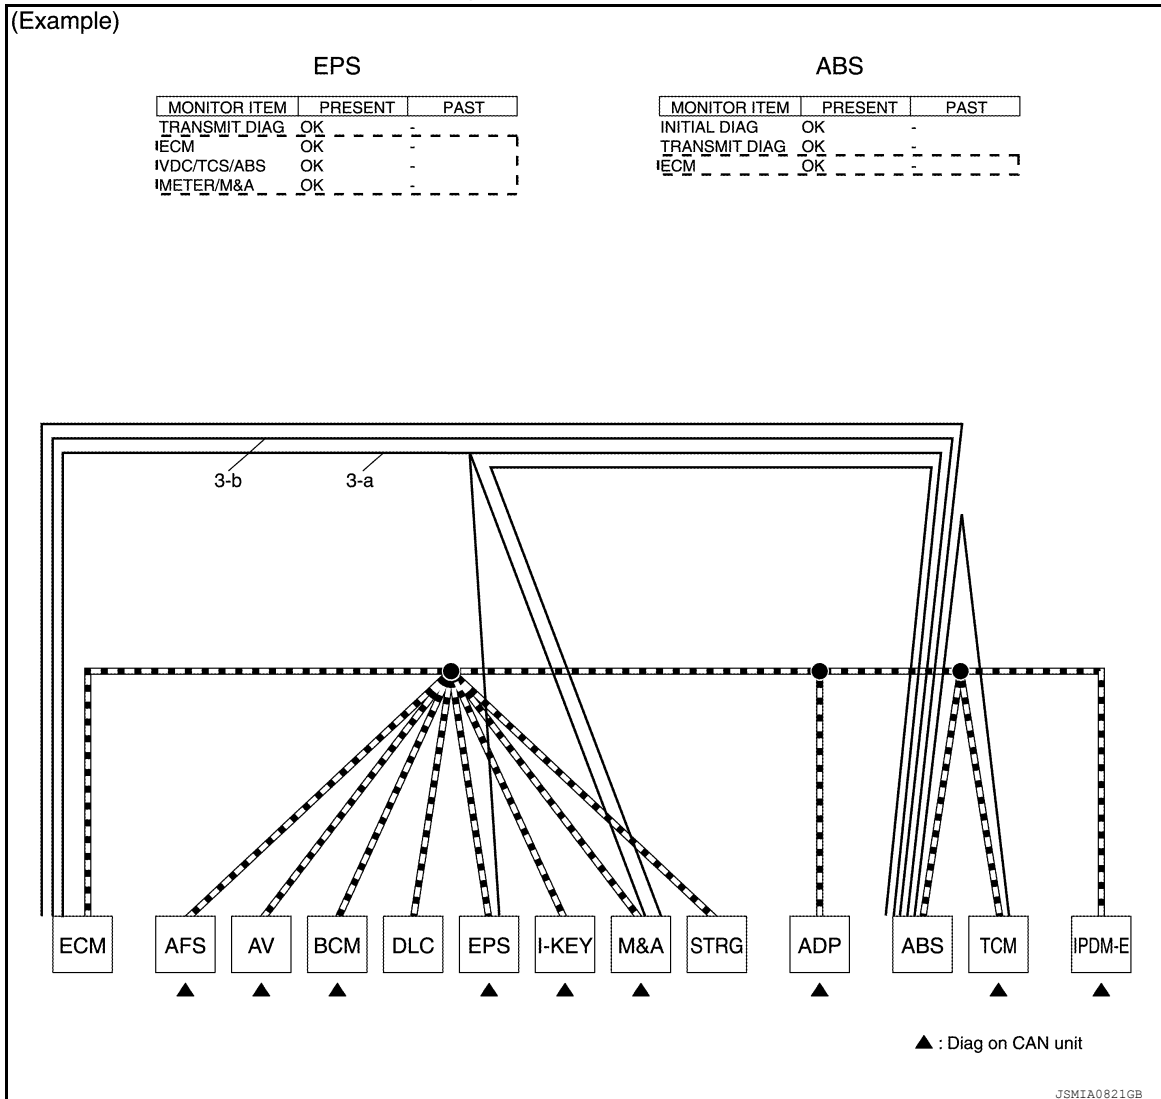 (Example)
EPS
MONITOR ITEM PRESENT PAST
TRANSMIT DIAG OK -
ECM OK -
VDC/TCS/ABS OK -
METER/M&A OK -
ABS
MONITOR ITEM PRESENT PAST
INITIAL DIAG OK -
TRANSMIT DIAG OK -
ECM OK -
3-b 3-a
ECM AFS AV BCM DLC EPS I-KEY M&A STRG ADP ABS TCM IPDM-E
▲ : Diag on CAN unit
JSMIA0821GB